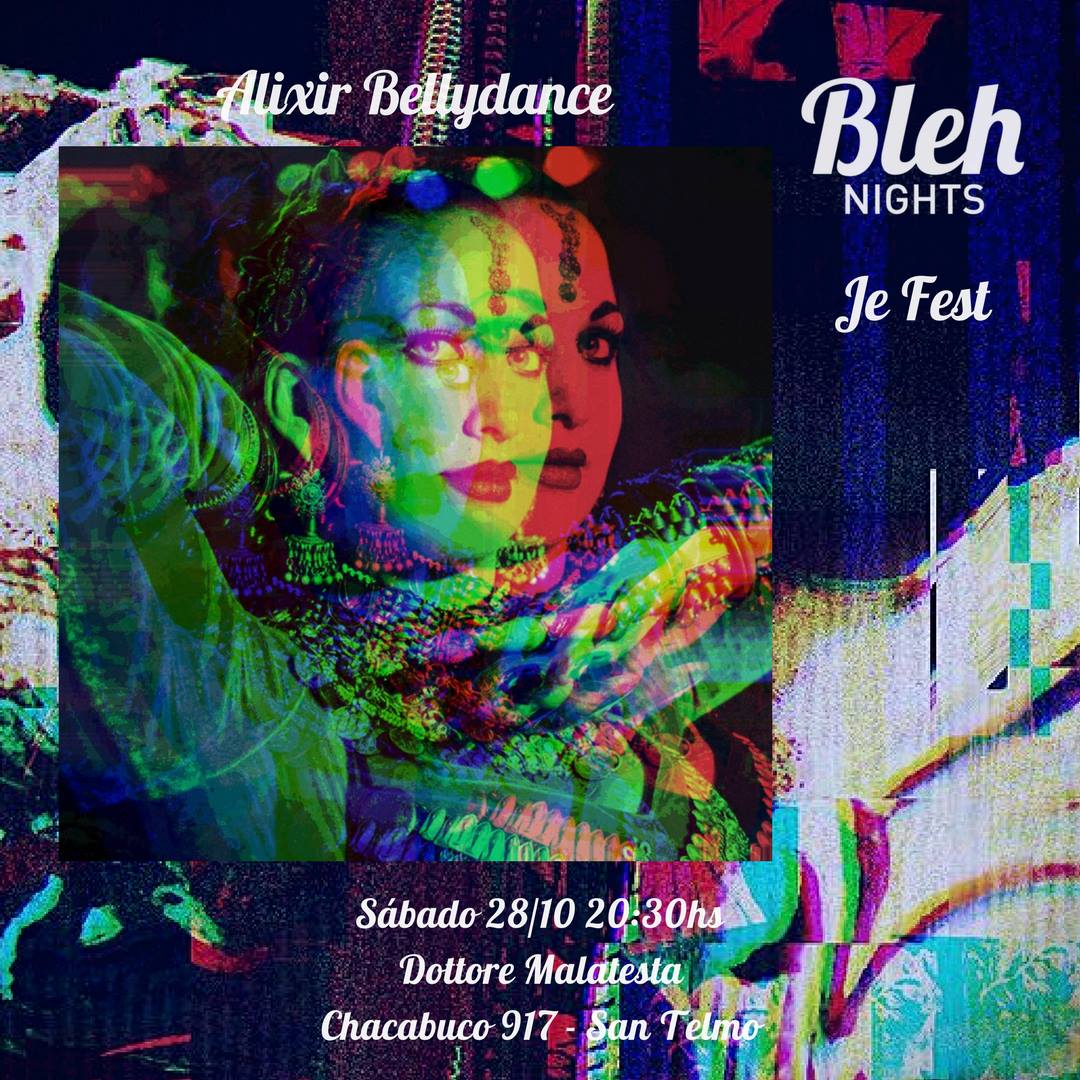 Alixir Bellydance
Bleh
NIGHTS
Je Fest
Sábado 28/10 20:30hs
Dottore Malatesta
Chacabuco 917 - San Telmo